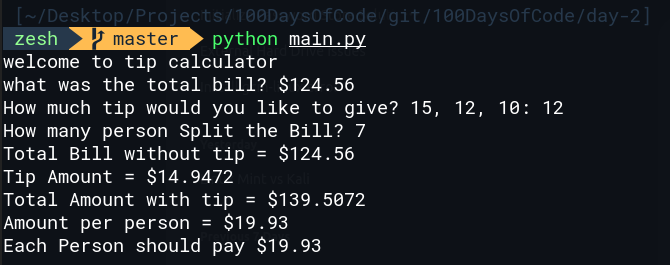 [~/Desktop/Projects/100DaysOfCode/git/100DaysOfCode/day-2]
zesh master python main.py
welcome to tip calculator
what was the total bill? $124.56
How much tip would you like to give? 15, 12, 10: 12
How many person Split the Bill? 7
Total Bill without tip = $124.56
Tip Amount = $14.9472
Total Amount with tip = $139.5072
Amount per person = $19.93
Each Person should pay $19.93